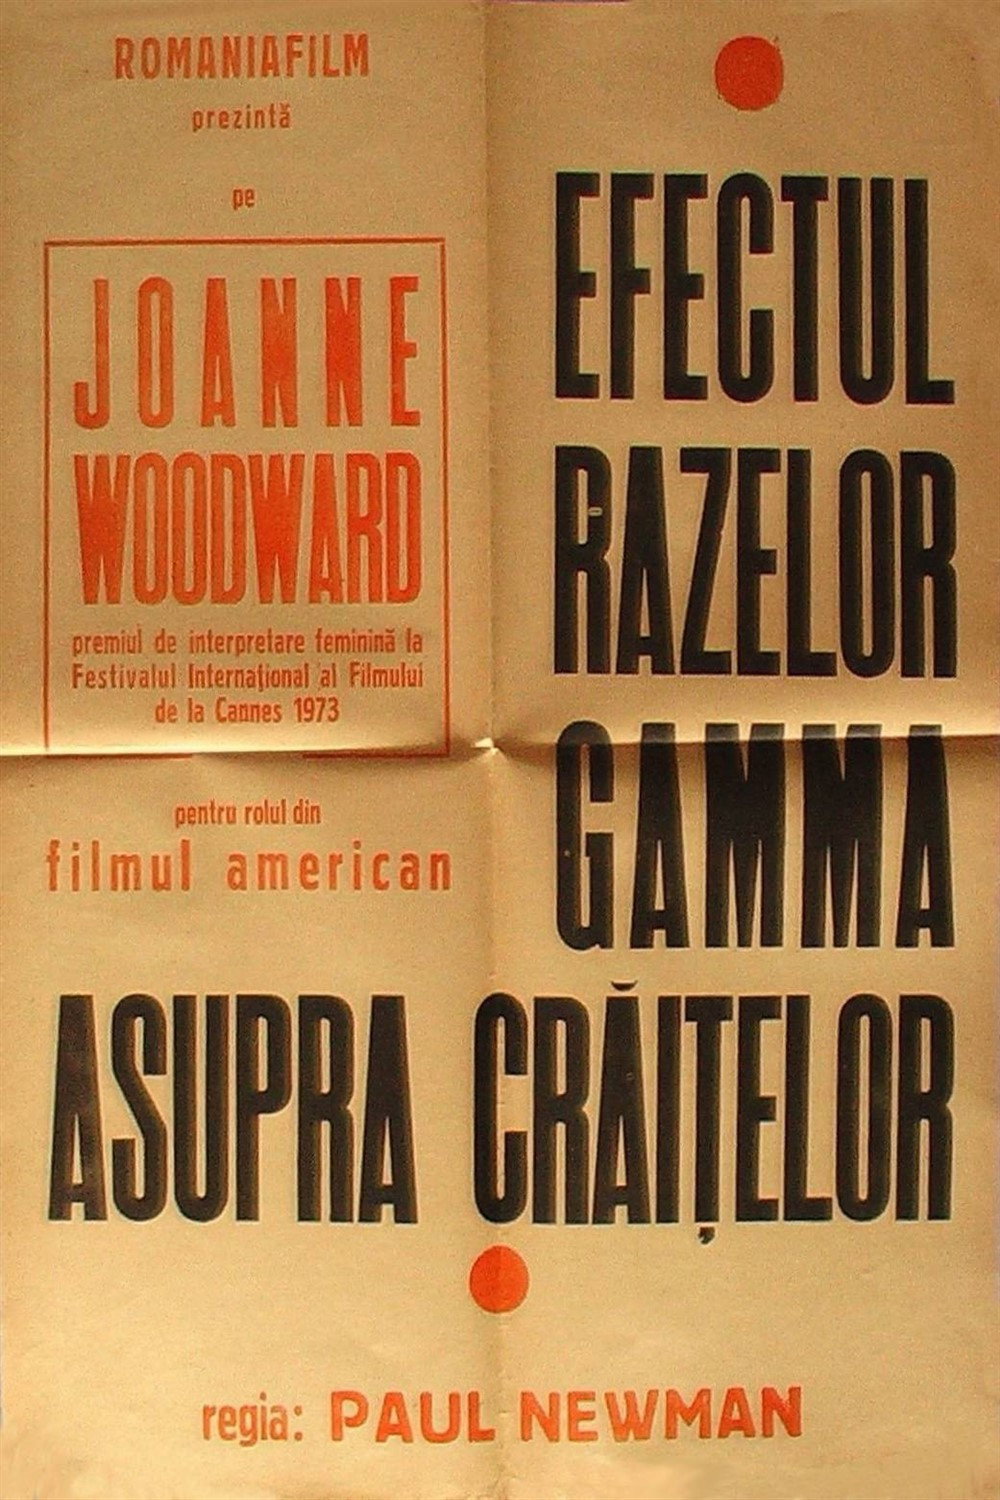 ROMANIAFILM
prezintă
pe
JOANNE
WOODWARD
premiul de interpretare feminină la
Festivalul Internaţional al Filmului
de la Cannes 1973
pentru rolul din
filmul american
EFECTUL
RAZELOR
GAMMA
ASUPRA CRĂIȚELOR
regia: PAUL NEWMAN